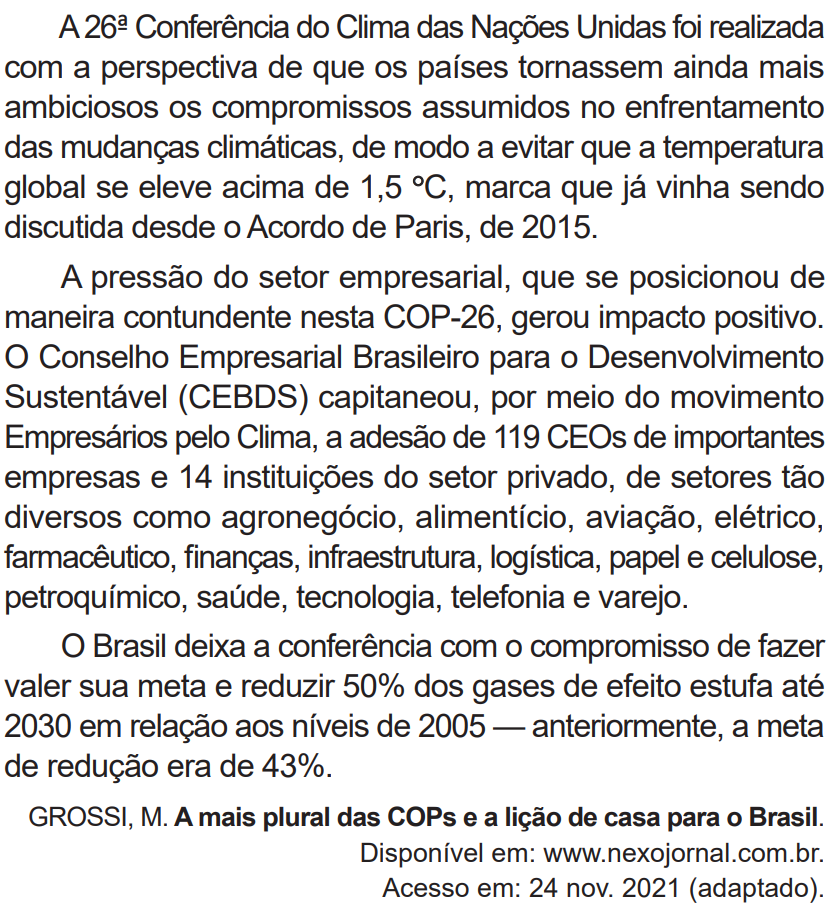 A 26ª Conferência do Clima das Nações Unidas foi realizada
com a perspectiva de que os países tornassem ainda mais
ambiciosos os compromissos assumidos no enfrentamento
das mudanças climáticas, de modo a evitar que a temperatura
global se eleve acima de 1,5 °C, marca que já vinha sendo
discutida desde o Acordo de Paris, de 2015.
A pressão do setor empresarial, que se posicionou de
maneira contundente nesta COP-26, gerou impacto positivo.
O Conselho Empresarial Brasileiro para o Desenvolvimento
Sustentável (CEBDS) capitaneou, por meio do movimento
Empresários pelo Clima, a adesão de 119 CEOs de importantes
empresas e 14 instituições do setor privado, de setores tão
diversos como agronegócio, alimentício, aviação, elétrico,
farmacêutico, finanças, infraestrutura, logística, papel e celulose,
petroquímico, saúde, tecnologia, telefonia e varejo.
O Brasil deixa a conferência com o compromisso de fazer
valer sua meta e reduzir 50% dos gases de efeito estufa até
2030 em relação aos níveis de 2005 — anteriormente, a meta
de redução era de 43%.
GROSSI, M. A mais plural das COPs e a lição de casa para o Brasil.
Disponível em: www.nexojornal.com.br.
Acesso em: 24 nov. 2021 (adaptado).